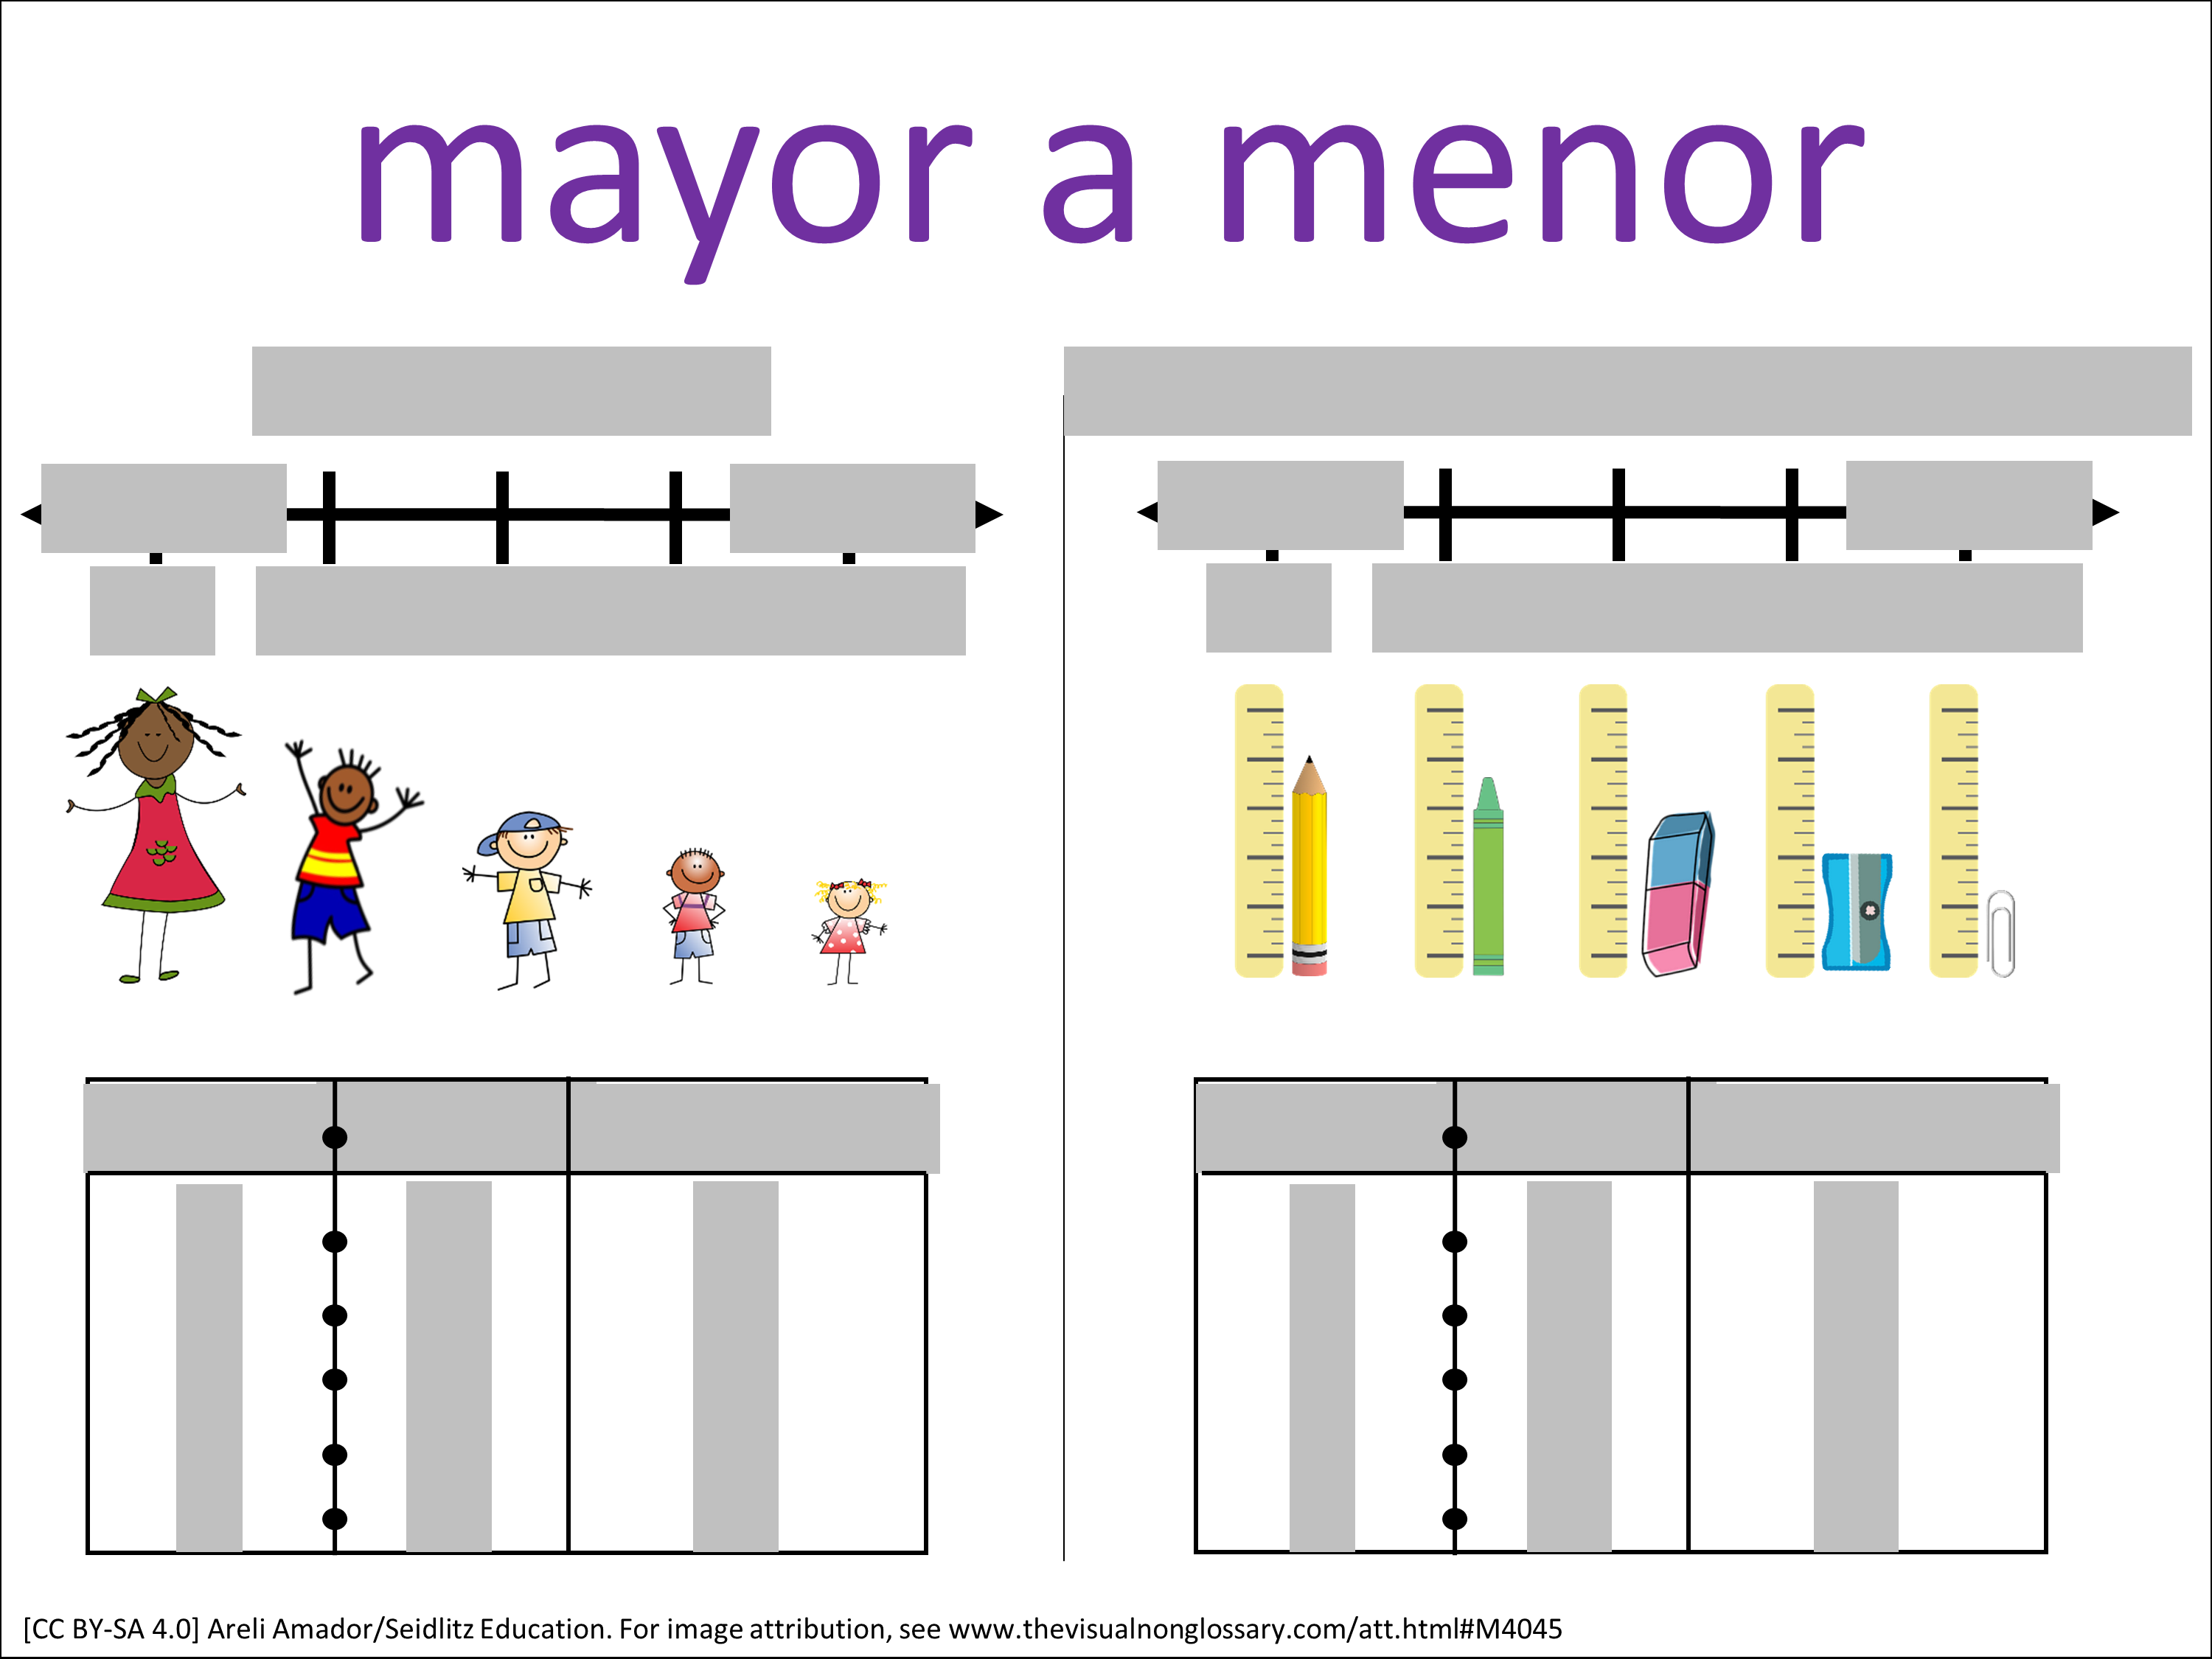 mayor a menor
[CC BY-SA 4.0] Areli Amador/Seidlitz Education. For image attribution, see www.thevisualnonglossary.com/att.html#M4045